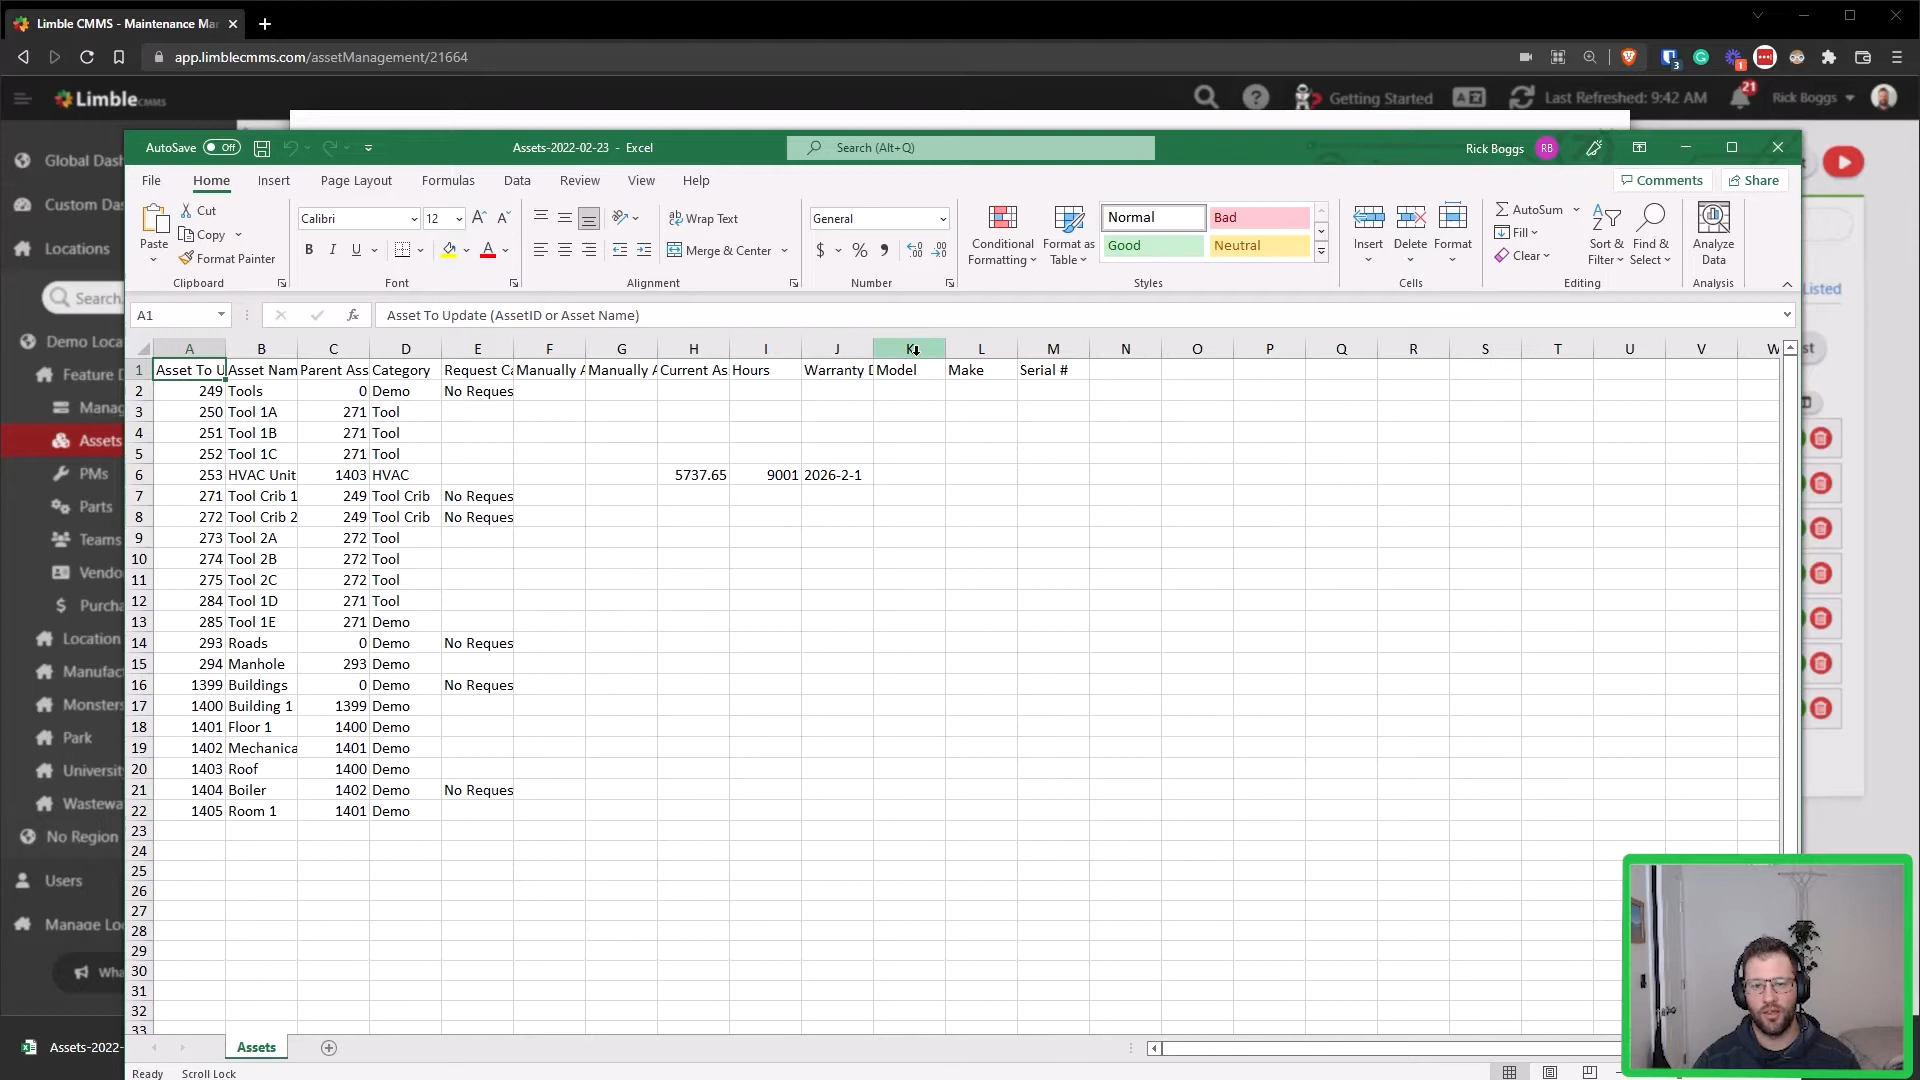 Limble CMMS - Maintenance Ma
app.limblecmms.com/assetManagement/21664
3
1
Limble CMMS
Getting Started
Last Refreshed: 9:42 AM
21
Rick Boggs
Global Dash
Custom Das
Locations
Search
Demo Loca
Feature D
Manag
Assets
PMs
Parts
Teams
Vendo
Purcha
Location
Manufact
Monsters
Park
University
Wastewa
No Region
Users
Manage Loc
Wha
Listed
st
Assets-2022-
AutoSave Off
Assets-2022-02-23 - Excel
Search (Alt+Q)
Rick Boggs RB
File Home Insert Page Layout Formulas Data Review View Help
Comments Share
Paste
Cut
Copy
Format Painter
Clipboard
Calibri 12
B I U
Font
Wrap Text
Merge & Center
Alignment
General
$ % ,
Number
Conditional Formatting
Format as Table
Normal Bad
Good Neutral
Styles
Insert Delete Format
Cells
AutoSum
Fill
Clear
Sort & Filter
Find & Select
Editing
Analyze Data
Analysis
A1
fx
Asset To Update (AssetID or Asset Name)
A B C D E F G H I J K L M N O P Q R S T U V W
1 Asset To U Asset Nam Parent Ass Category Request Ca Manually A Manually A Current As Hours Warranty D Model Make Serial #
2 249 Tools 0 Demo No Reques
3 250 Tool 1A 271 Tool
4 251 Tool 1B 271 Tool
5 252 Tool 1C 271 Tool
6 253 HVAC Unit 1403 HVAC 5737.65 9001 2026-2-1
7 271 Tool Crib 1 249 Tool Crib No Reques
8 272 Tool Crib 2 249 Tool Crib No Reques
9 273 Tool 2A 272 Tool
10 274 Tool 2B 272 Tool
11 275 Tool 2C 272 Tool
12 284 Tool 1D 271 Tool
13 285 Tool 1E 271 Demo
14 293 Roads 0 Demo No Reques
15 294 Manhole 293 Demo
16 1399 Buildings 0 Demo No Reques
17 1400 Building 1 1399 Demo
18 1401 Floor 1 1400 Demo
19 1402 Mechanica 1401 Demo
20 1403 Roof 1400 Demo
21 1404 Boiler 1402 Demo No Reques
22 1405 Room 1 1401 Demo
23
24
25
26
27
28
29
30
31
32
33
Assets
Ready Scroll Lock